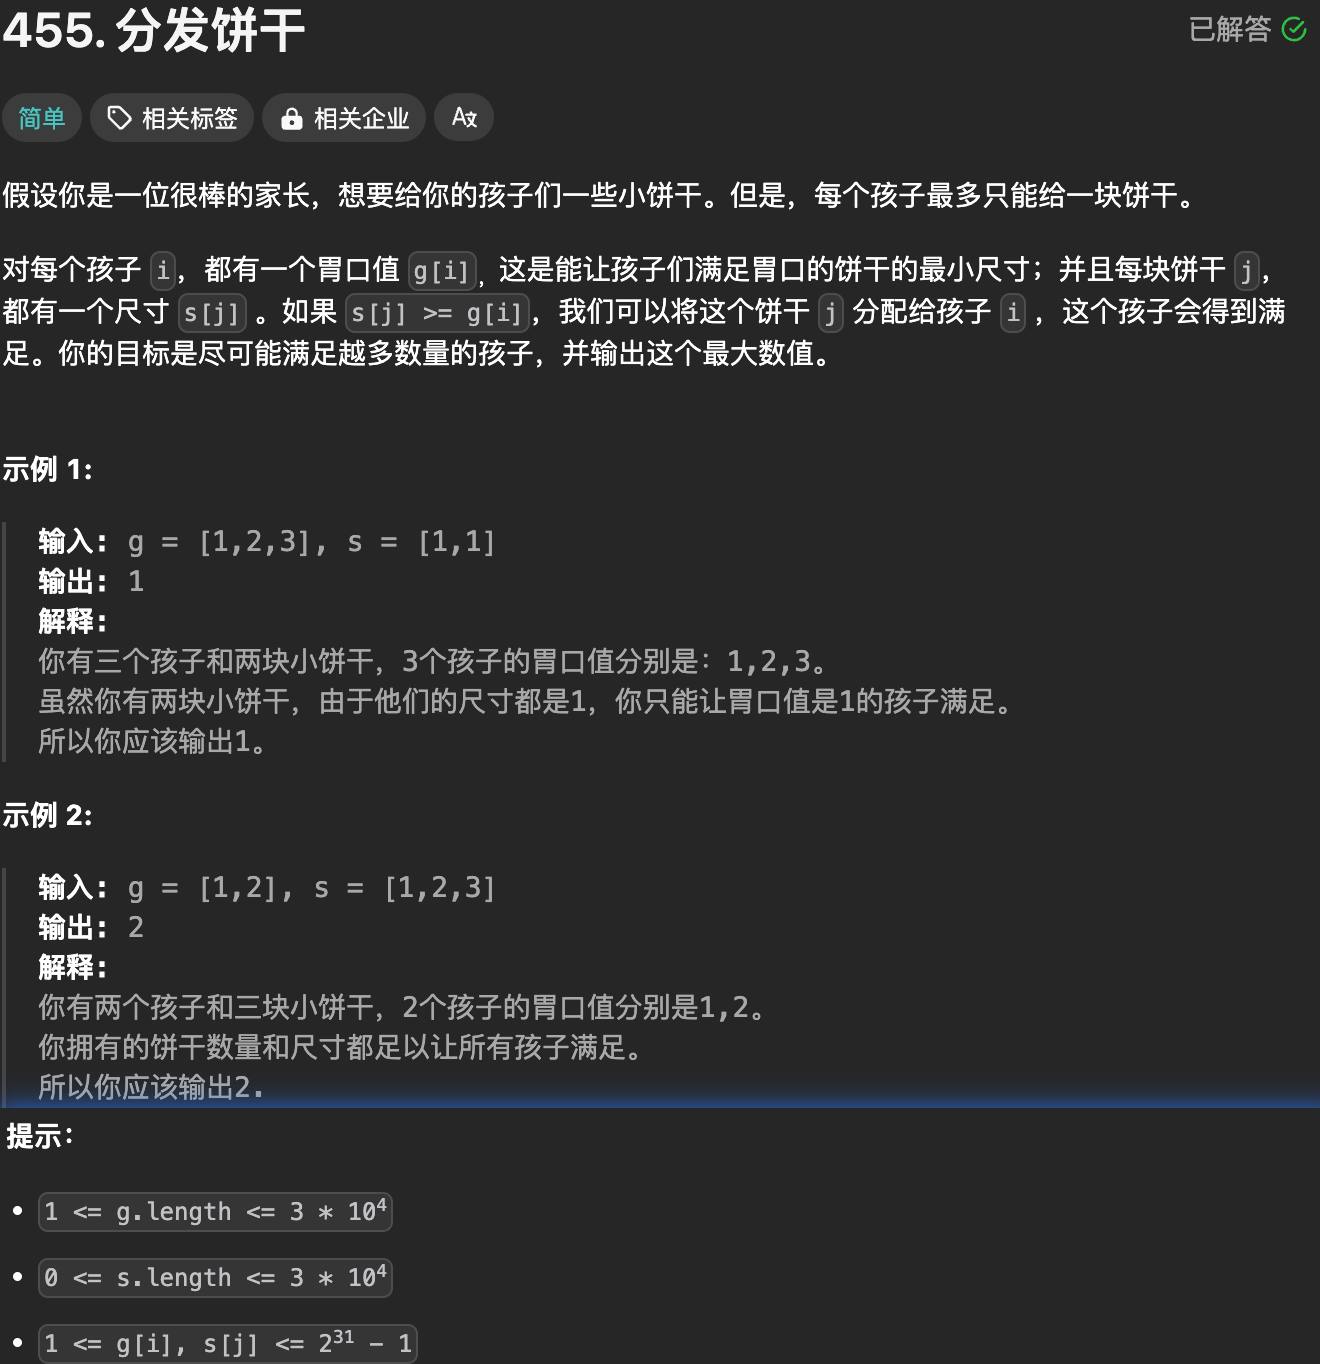 455. 分发饼干
已解答
简单
相关标签
相关企业
假设你是一位很棒的家长，想要给你的孩子们一些小饼干。但是，每个孩子最多只能给一块饼干。
对每个孩子 i，都有一个胃口值 g[i]，这是能让孩子们满足胃口的饼干的最小尺寸；并且每块饼干 j，
都有一个尺寸 s[j] 。如果 s[j] >= g[i]，我们可以将这个饼干 j 分配给孩子 i ，这个孩子会得到满
足。你的目标是尽可能满足越多数量的孩子，并输出这个最大数值。
示例 1:
输入: g = [1,2,3], s = [1,1]
输出: 1
解释:
你有三个孩子和两块小饼干，3个孩子的胃口值分别是：1,2,3。
虽然你有两块小饼干，由于他们的尺寸都是1，你只能让胃口值是1的孩子满足。
所以你应该输出1。
示例 2:
输入: g = [1,2], s = [1,2,3]
输出: 2
解释:
你有两个孩子和三块小饼干，2个孩子的胃口值分别是1,2。
你拥有的饼干数量和尺寸都足以让所有孩子满足。
所以你应该输出2.
提示：
1 <= g.length <= 3 * 10⁴
0 <= s.length <= 3 * 10⁴
1 <= g[i], s[j] <= 2³¹ - 1